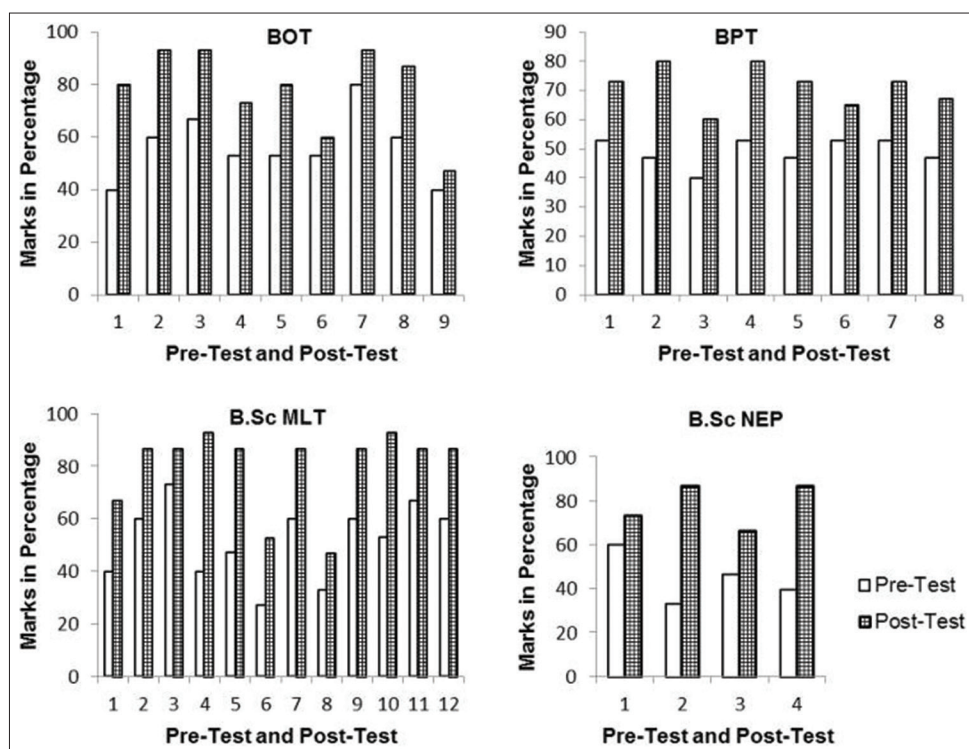 BOT
Marks in Percentage
100
80
60
40
20
0
1 2 3 4 5 6 7 8 9
Pre-Test and Post-Test
BPT
Marks in Percentage
90
80
70
60
50
40
30
20
10
0
1 2 3 4 5 6 7 8
Pre-Test and Post-Test
B.Sc MLT
Marks in Percentage
100
80
60
40
20
0
1 2 3 4 5 6 7 8 9 10 11 12
Pre-Test and Post-Test
B.Sc NEP
Marks in Percentage
100
80
60
40
20
0
1 2 3 4
Pre-Test and Post-Test
Pre-Test
Post-Test